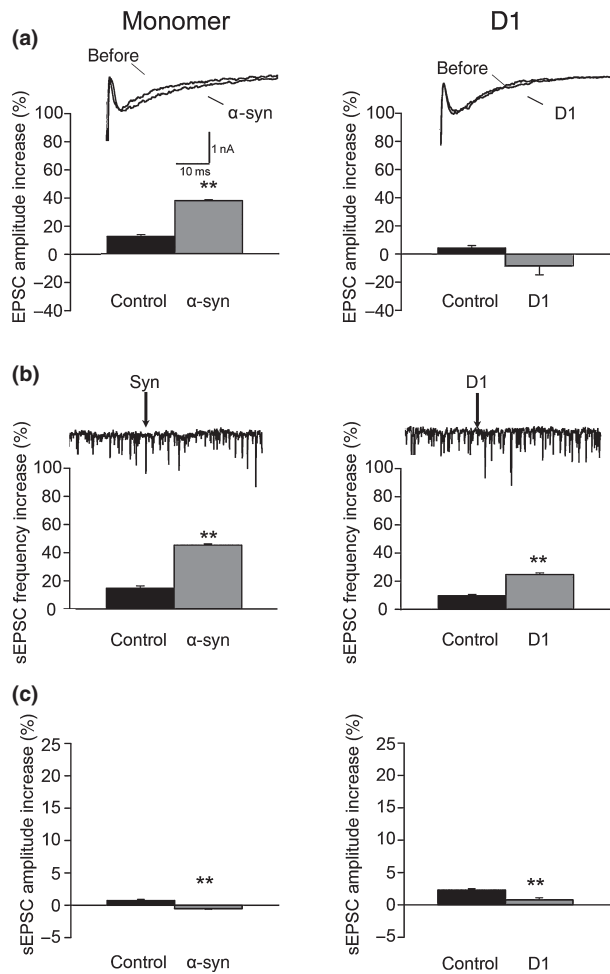 Monomer
D1
(a)
Before
α-syn
1 nA
10 ms
EPSC amplitude increase (%)
100
80
60
40
20
0
−20
−40
**
Control
α-syn
Before
D1
EPSC amplitude increase (%)
100
80
60
40
20
0
−20
−40
Control
D1
(b)
Syn
sEPSC frequency increase (%)
100
80
60
40
20
0
**
Control
α-syn
D1
sEPSC frequency increase (%)
100
80
60
40
20
0
**
Control
D1
(c)
sEPSC amplitude increase (%)
25
20
15
10
5
0
−5
**
Control
α-syn
sEPSC amplitude increase (%)
25
20
15
10
5
0
−5
**
Control
D1